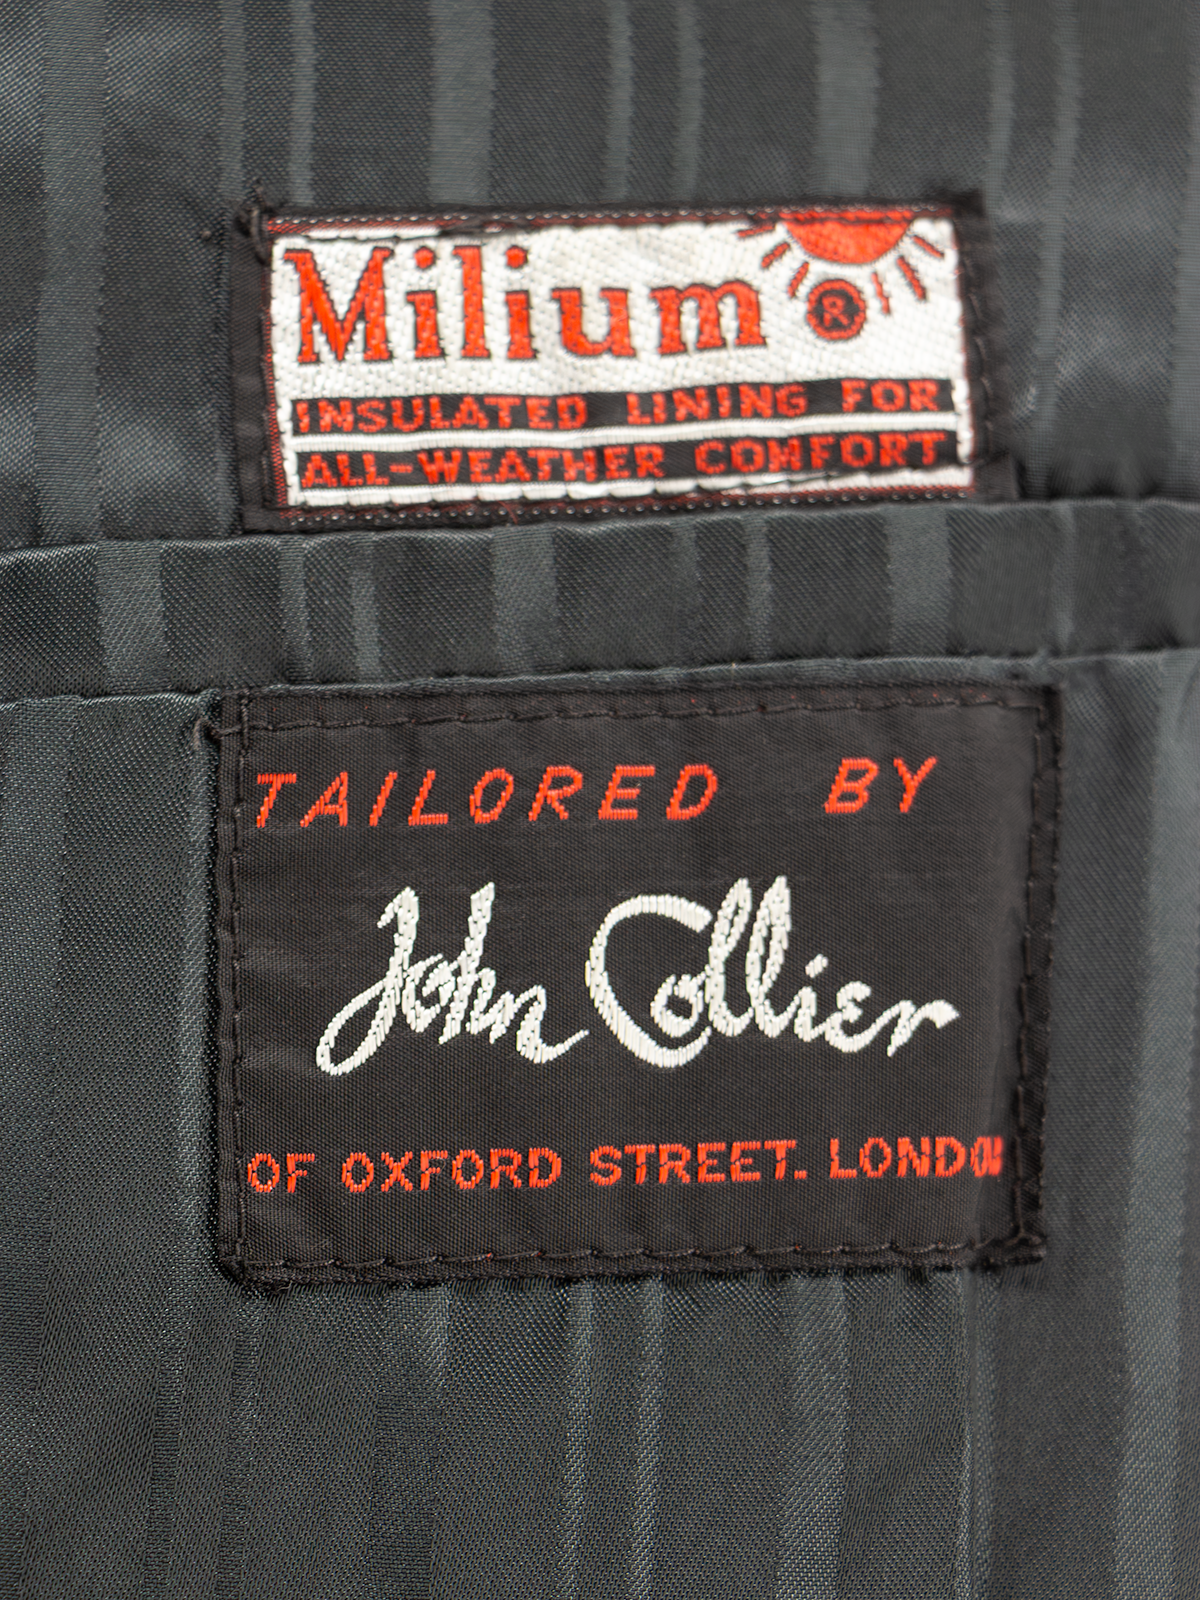 Milium ®
INSULATED LINING FOR
ALL-WEATHER COMFORT
TAILORED BY
John Collier
OF OXFORD STREET. LONDON